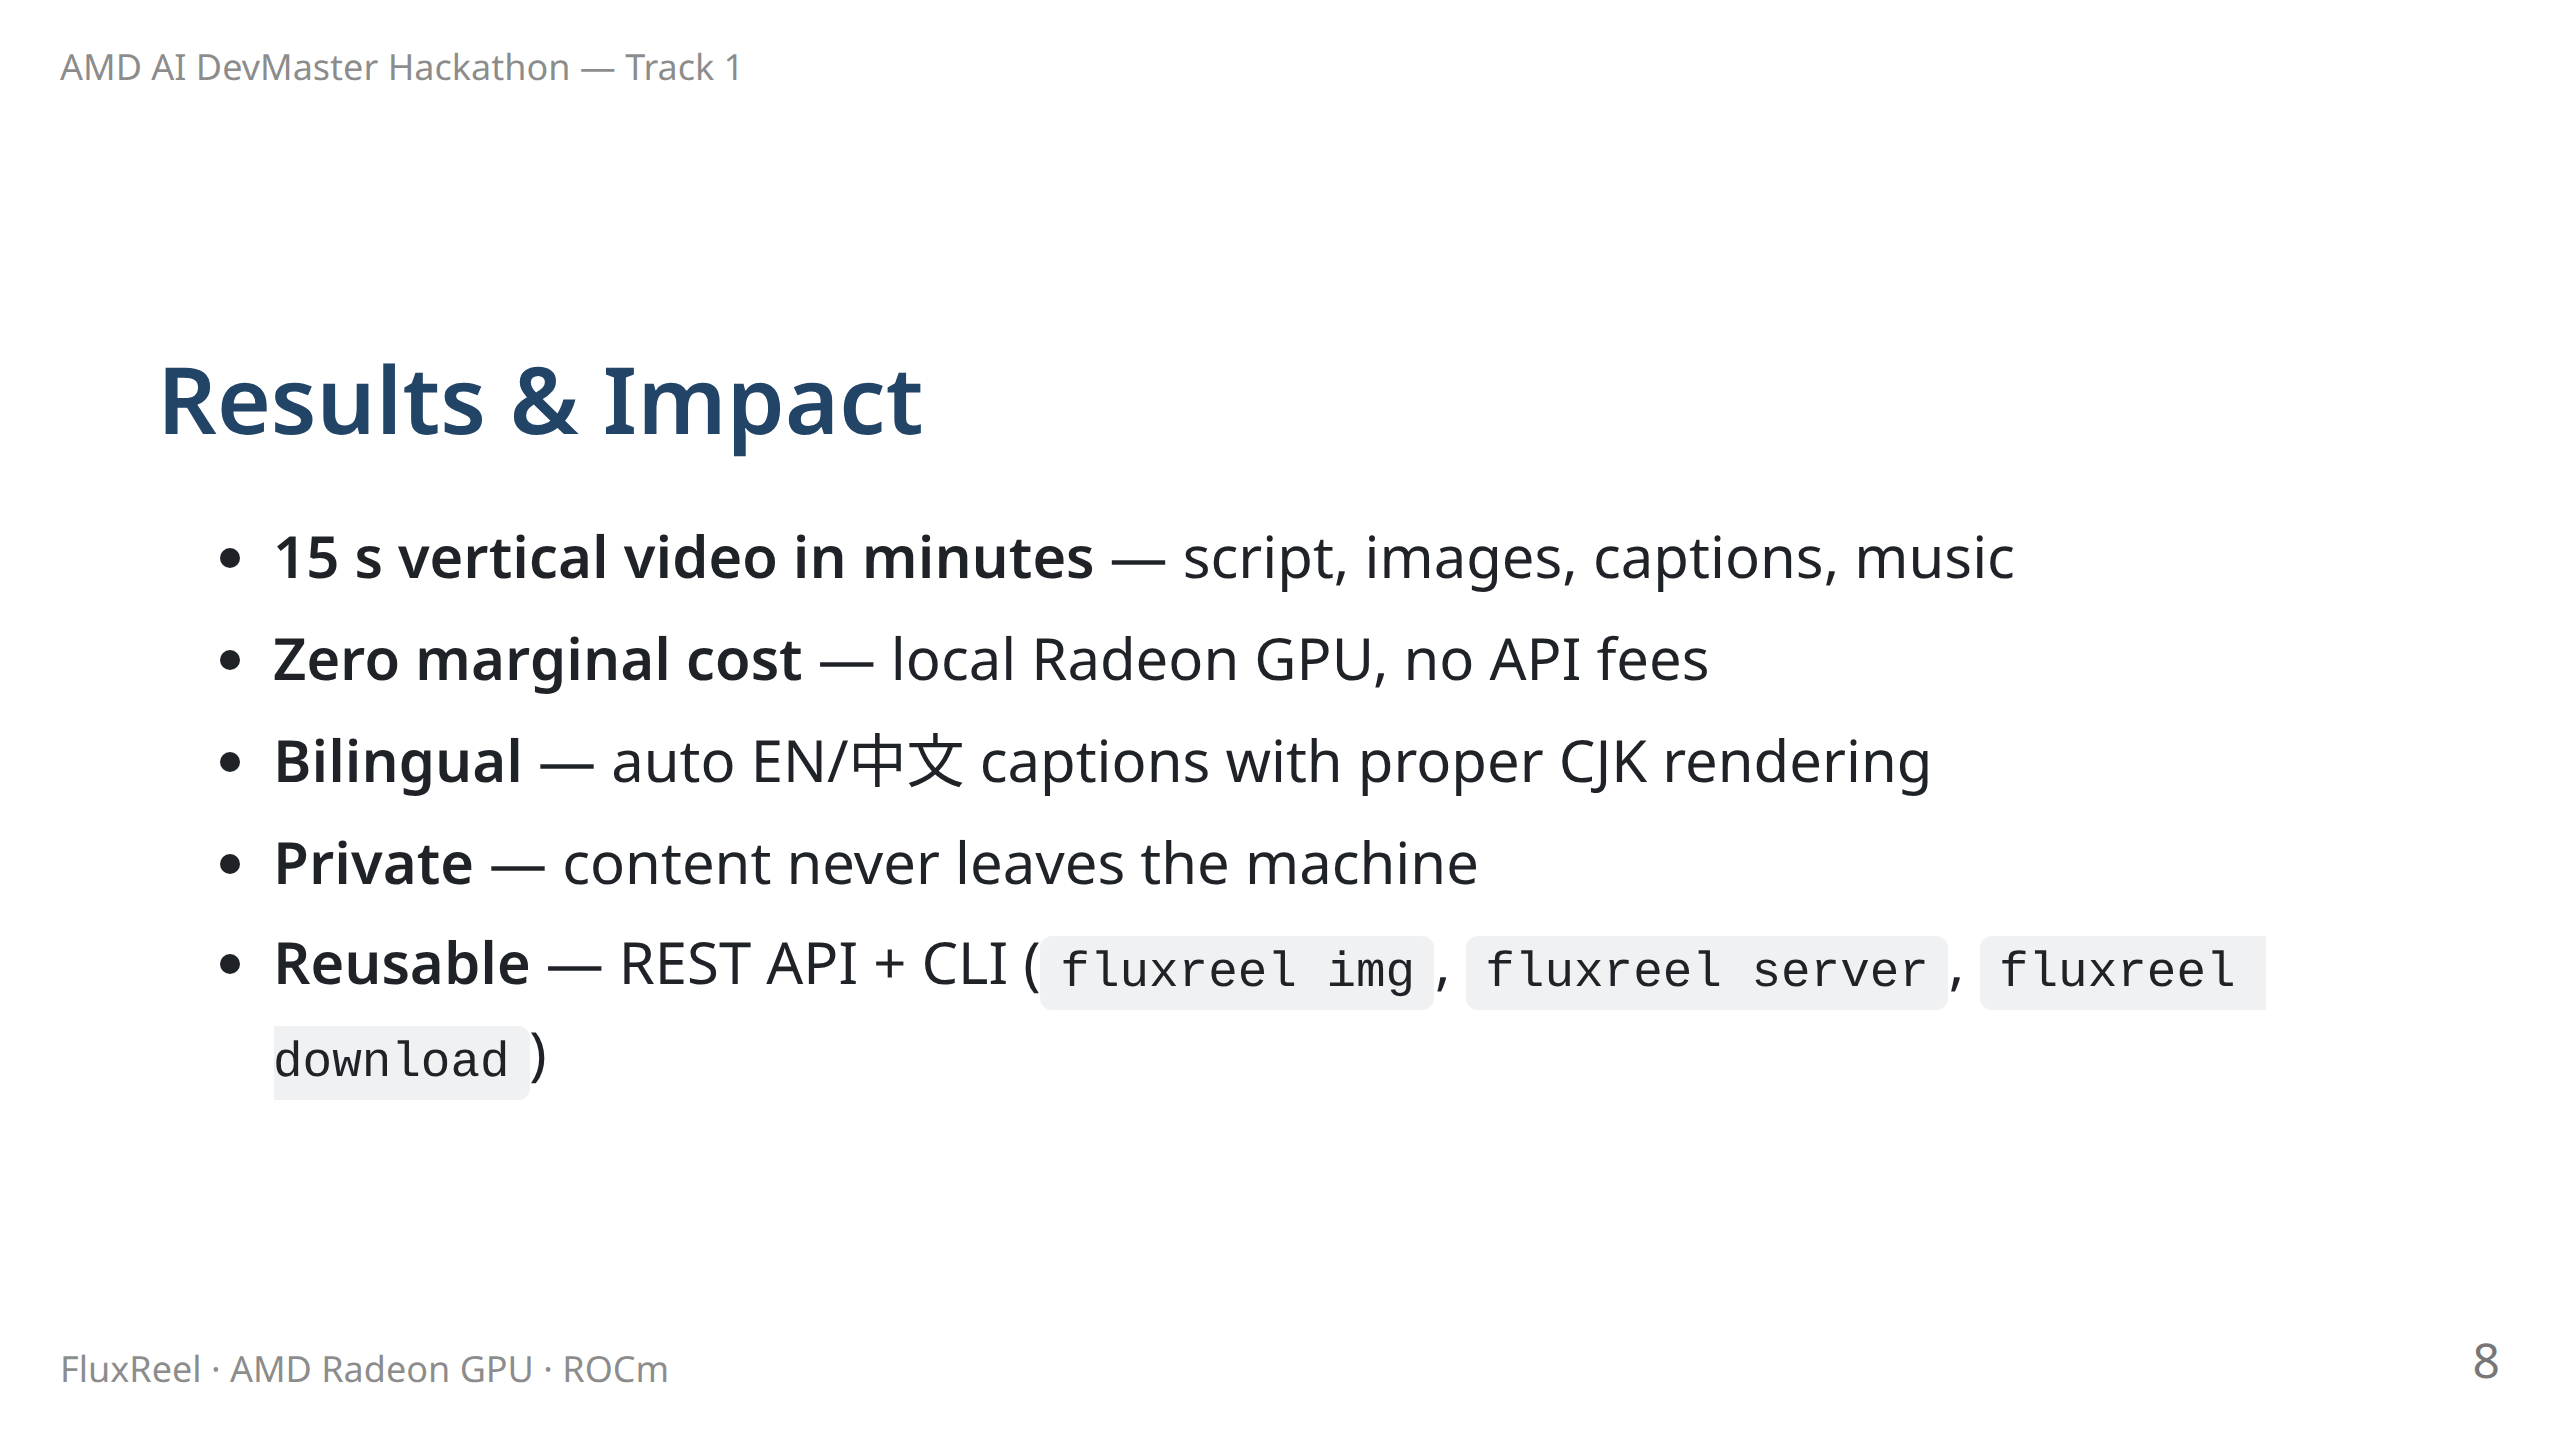 AMD AI DevMaster Hackathon — Track 1
Results & Impact
• 15 s vertical video in minutes — script, images, captions, music
• Zero marginal cost — local Radeon GPU, no API fees
• Bilingual — auto EN/中文 captions with proper CJK rendering
• Private — content never leaves the machine
• Reusable — REST API + CLI (fluxreel img, fluxreel server, fluxreel
download)
FluxReel · AMD Radeon GPU · ROCm
8